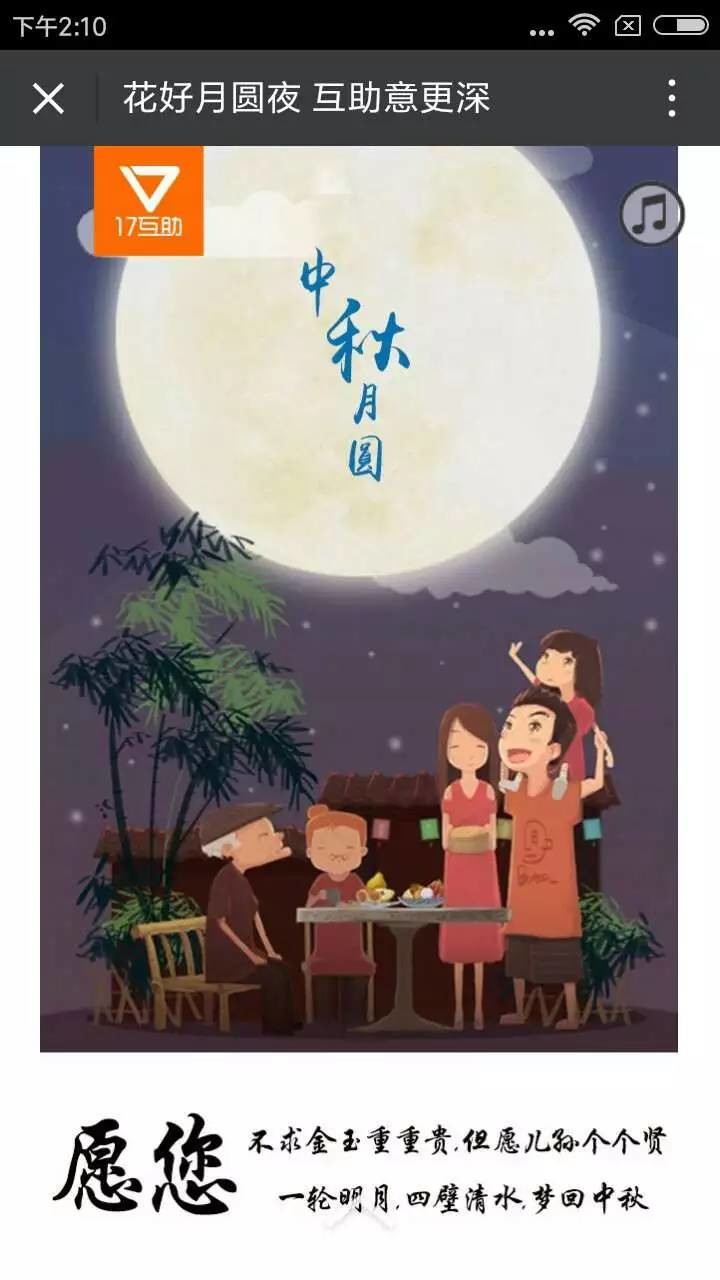 下午2:10
花好月圆夜 互助意更深
17互助
中秋月圆
愿您
不求金玉重重贵,但愿儿孙个个贤
一轮明月,四壁清水,梦回中秋